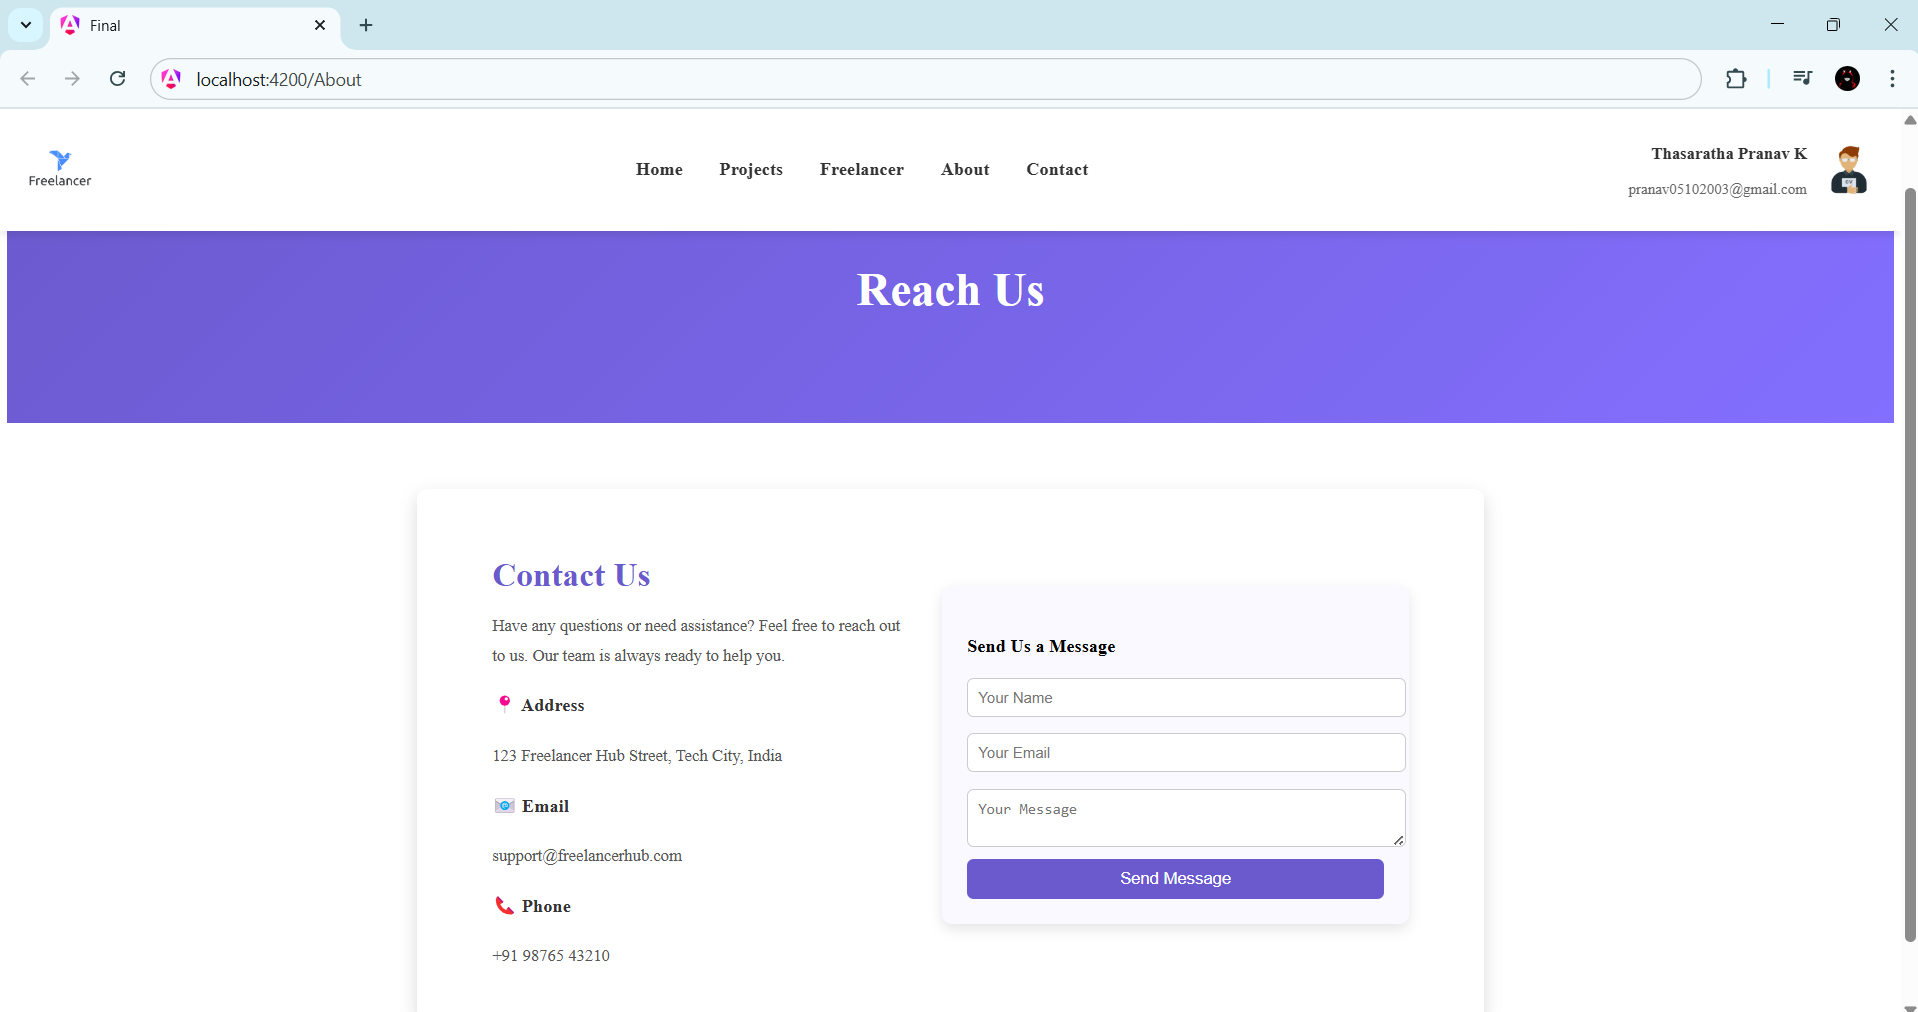 Final
localhost:4200/About
Freelancer
Home Projects Freelancer About Contact
Thasaratha Pranav K
pranav05102003@gmail.com
Reach Us
Contact Us
Have any questions or need assistance? Feel free to reach out
to us. Our team is always ready to help you.
Address
123 Freelancer Hub Street, Tech City, India
Email
support@freelancerhub.com
Phone
+91 98765 43210
Send Us a Message
Your Name
Your Email
Your Message
Send Message